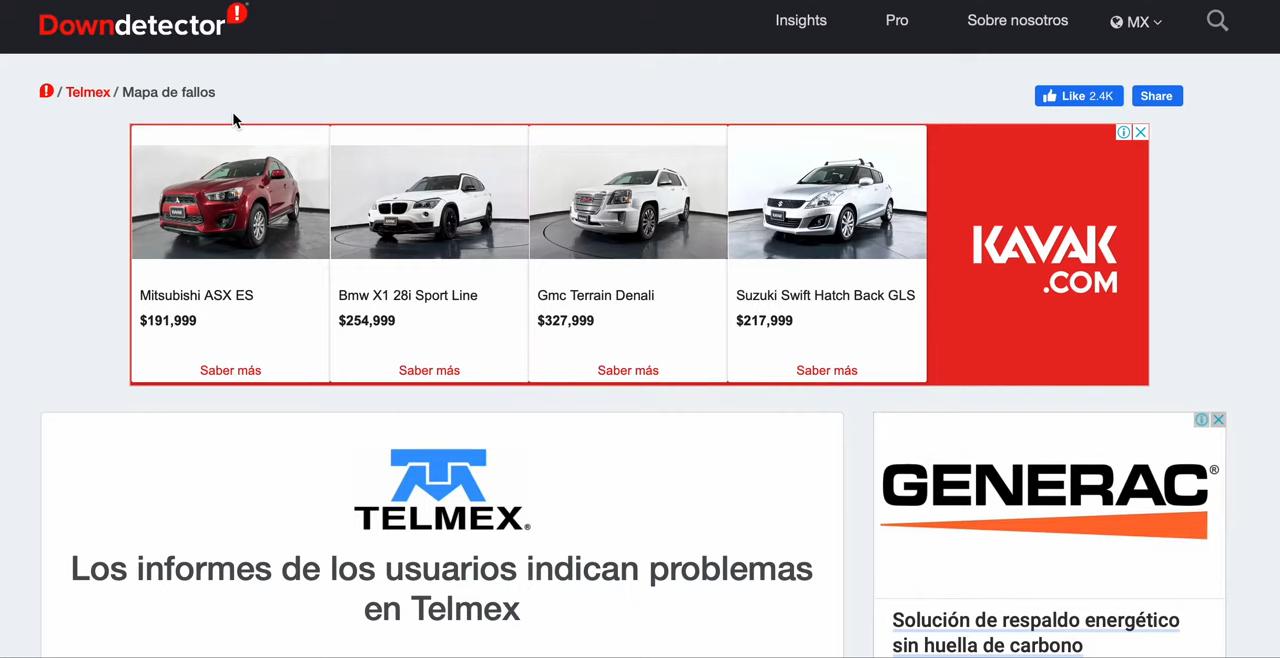 Downdetector
Insights
Pro
Sobre nosotros
MX
/ Telmex / Mapa de fallos
Like 2.4K
Share
Mitsubishi ASX ES
$191,999
Saber más
Bmw X1 28i Sport Line
$254,999
Saber más
Gmc Terrain Denali
$327,999
Saber más
Suzuki Swift Hatch Back GLS
$217,999
Saber más
KAVAK
.COM
TELMEX®
Los informes de los usuarios indican problemas
en Telmex
GENERAC®
Solución de respaldo energético
sin huella de carbono